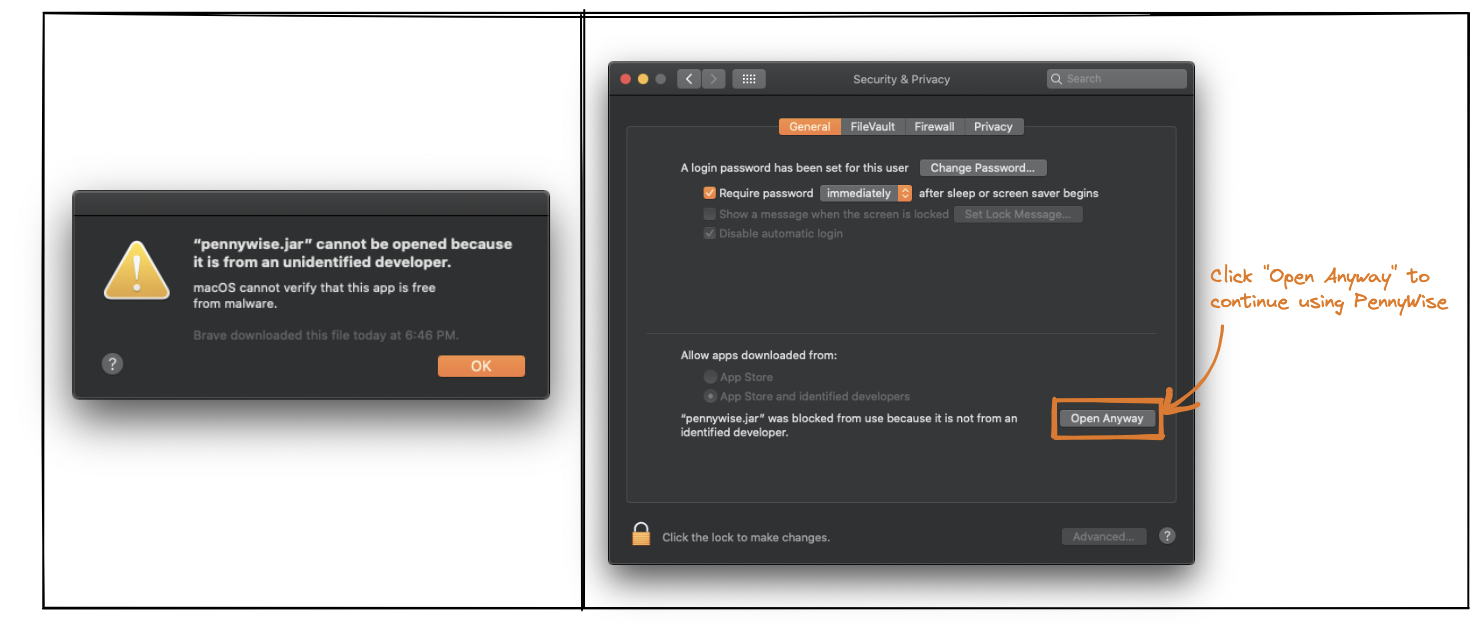 “pennywise.jar” cannot be opened because
it is from an unidentified developer.
macOS cannot verify that this app is free
from malware.
Brave downloaded this file today at 6:46 PM.
?
OK
Security & Privacy
Search
General FileVault Firewall Privacy
A login password has been set for this user Change Password...
Require password immediately after sleep or screen saver begins
Show a message when the screen is locked Set Lock Message...
Disable automatic login
Allow apps downloaded from:
App Store
App Store and identified developers
“pennywise.jar” was blocked from use because it is not from an
identified developer.
Open Anyway
Click the lock to make changes.
Advanced...
?
Click "Open Anyway" to
continue using PennyWise